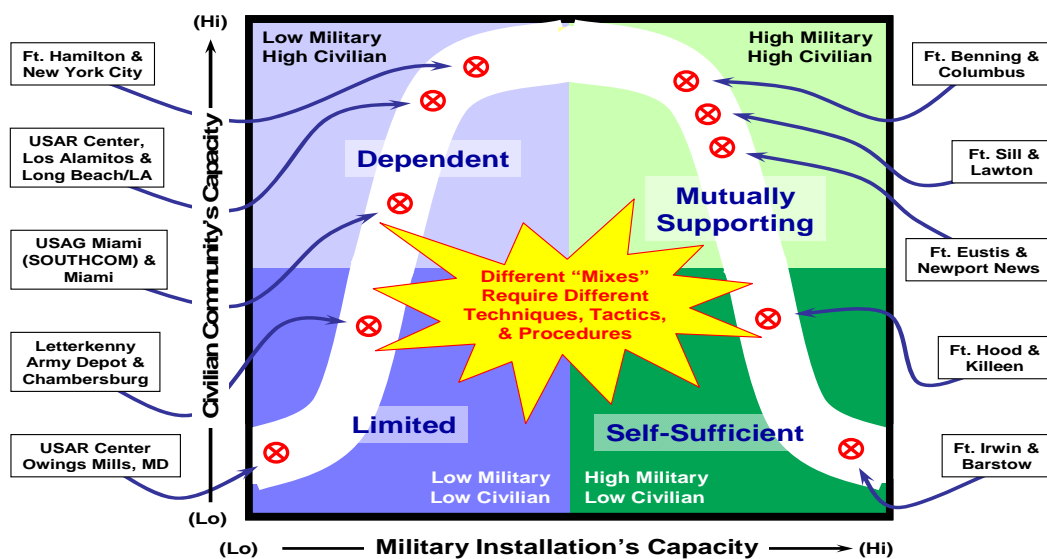 (Hi)
Ft. Hamilton &
New York City
USAR Center,
Los Alamitos &
Long Beach/LA
USAG Miami
(SOUTHCOM) &
Miami
Letterkenny
Army Depot &
Chambersburg
USAR Center
Owings Mills, MD
Civilian Community's Capacity
(Lo)
Low Military
High Civilian
High Military
High Civilian
Dependent
Mutually
Supporting
Different “Mixes”
Require Different
Techniques, Tactics,
& Procedures
Limited
Self-Sufficient
Low Military
Low Civilian
High Military
Low Civilian
Ft. Benning &
Columbus
Ft. Sill &
Lawton
Ft. Eustis &
Newport News
Ft. Hood &
Killeen
Ft. Irwin &
Barstow
(Lo)
Military Installation's Capacity
(Hi)